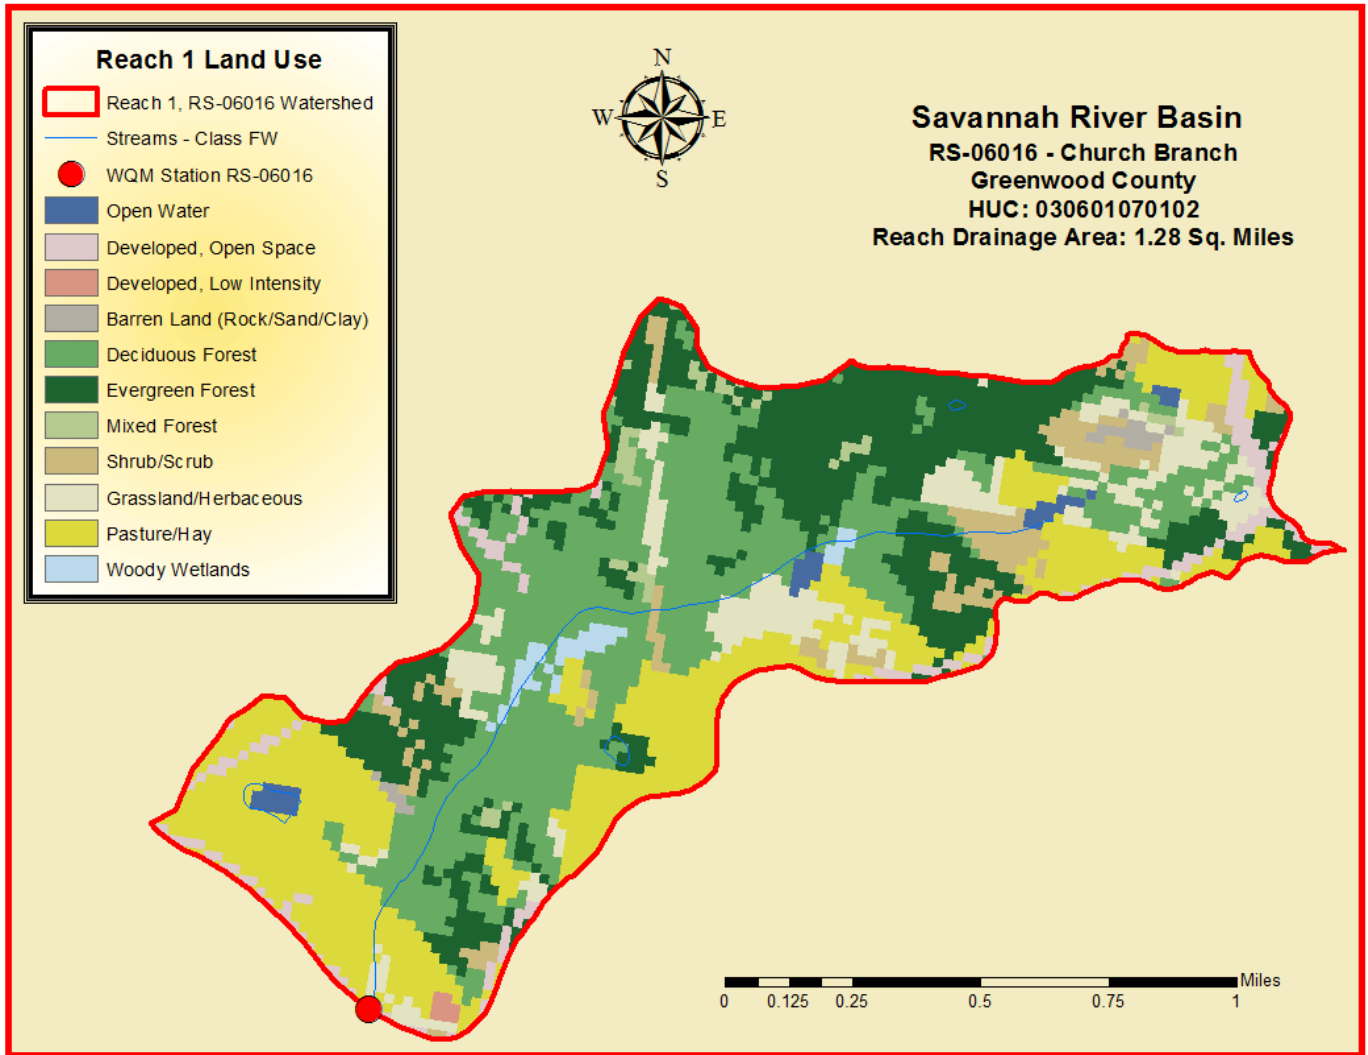 Reach 1 Land Use
Reach 1, RS-06016 Watershed
Streams - Class FW
WQM Station RS-06016
Open Water
Developed, Open Space
Developed, Low Intensity
Barren Land (Rock/Sand/Clay)
Deciduous Forest
Evergreen Forest
Mixed Forest
Shrub/Scrub
Grassland/Herbaceous
Pasture/Hay
Woody Wetlands
N
W E
S
Savannah River Basin
RS-06016 - Church Branch
Greenwood County
HUC: 030601070102
Reach Drainage Area: 1.28 Sq. Miles
Miles
0 0.125 0.25 0.5 0.75 1